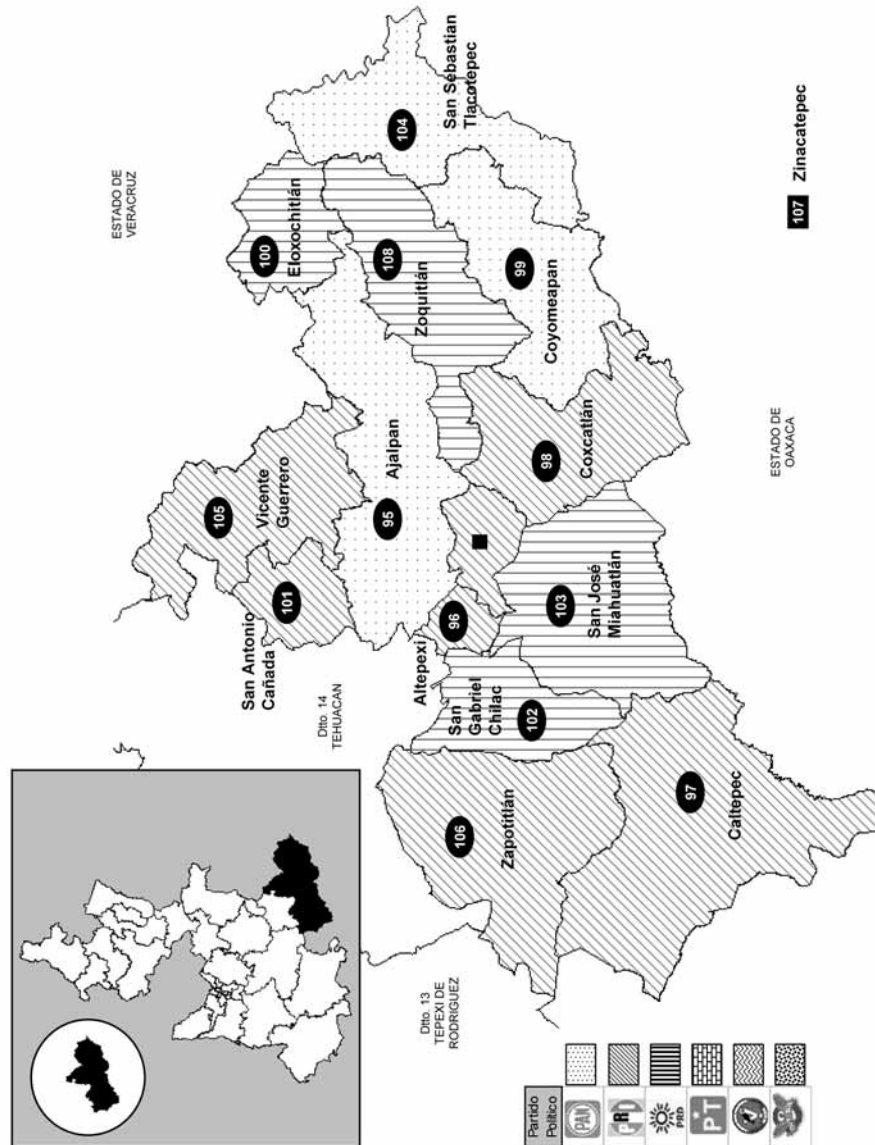 ESTADO DE
VERACRUZ
100
Eloxochitlán
104
San Sebastian
Tlacotepec
108
Zoquitlán
99
Coyomeapan
105
Vicente
Guerrero
95
Ajalpan
98
Coxcatlán
101
San Antonio
Cañada
96
Altepexi
103
San José
Miahuatlán
Dtto. 14
TEHUACAN
102
San
Gabriel
Chilac
106
Zapotitlán
97
Caltepec
Dtto. 13
TEPEXI DE
RODRIGUEZ
ESTADO DE
OAXACA
107 Zinacatepec
Partido
Político
PAN
PRD
PT